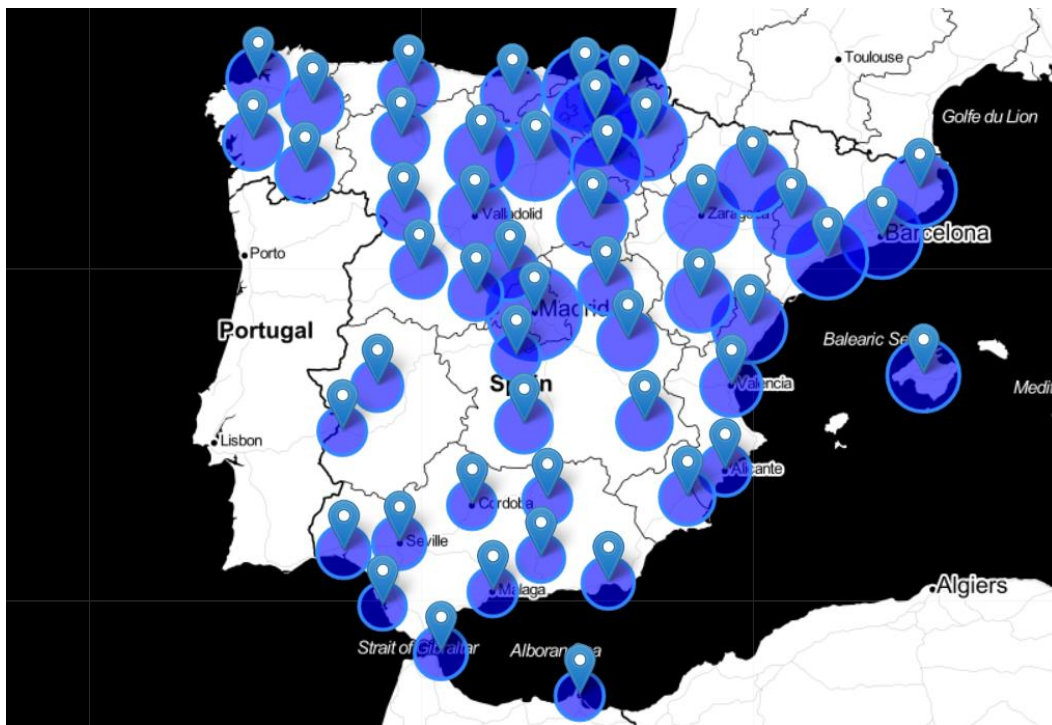 Toulouse
Golfe du Lion
Valladolid
Zaragoza
Barcelona
Porto
Madrid
Portugal
Balearic Se
Spain
Valencia
Medit
Lisbon
Alicante
Cordoba
Seville
Malaga
Algiers
Strait of Gibraltar
Alboran Sea